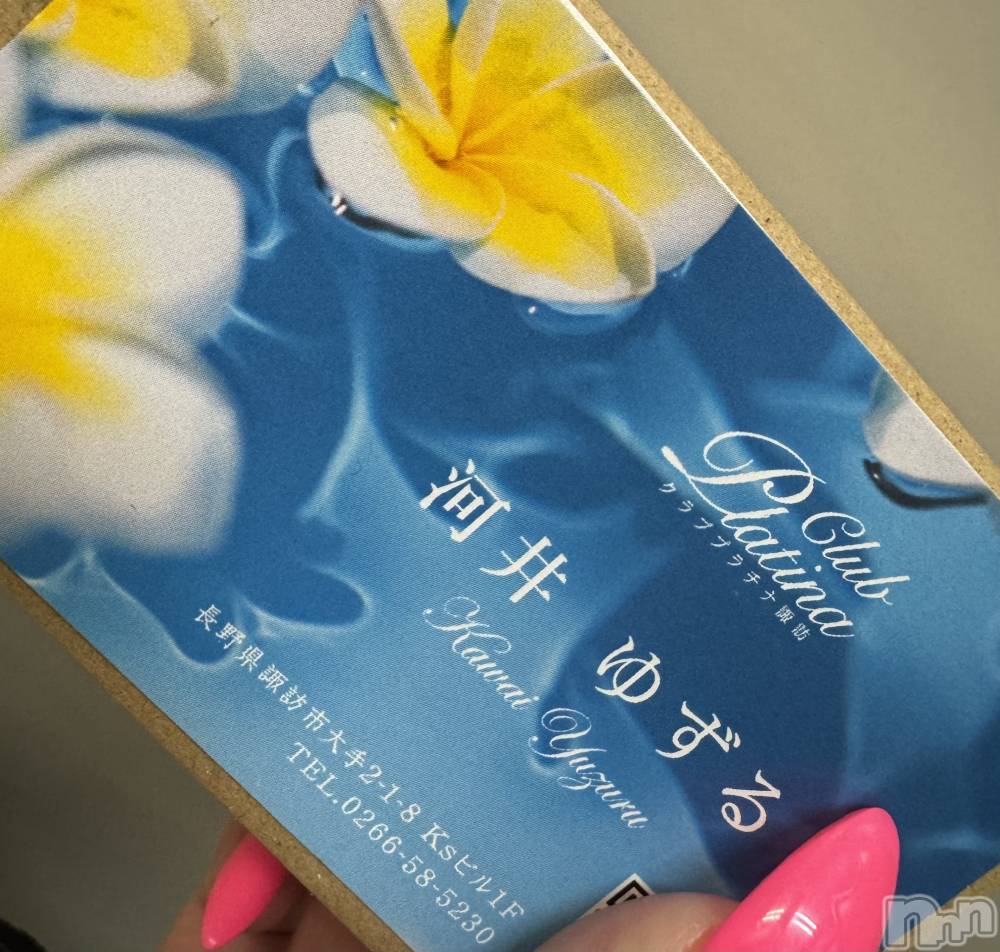 Club
Platina
クラブプラチナ諏訪
河井 ゆずる
Kawai Yuzuru
長野県諏訪市大手2-1-8 Ksビル1F
TEL.0266-58-5230